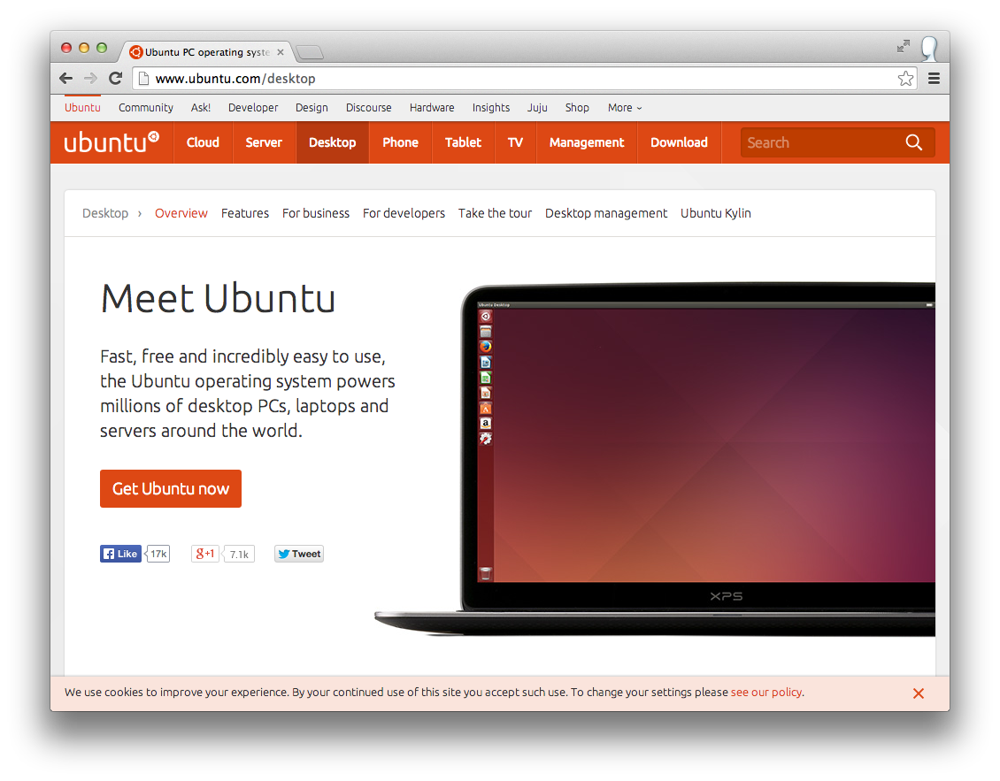 Ubuntu PC operating syste
www.ubuntu.com/desktop
Ubuntu Community Ask! Developer Design Discourse Hardware Insights Juju Shop More
ubuntu Cloud Server Desktop Phone Tablet TV Management Download Search
Desktop › Overview Features For business For developers Take the tour Desktop management Ubuntu Kylin
Meet Ubuntu
Fast, free and incredibly easy to use,
the Ubuntu operating system powers
millions of desktop PCs, laptops and
servers around the world.
Get Ubuntu now
Like 17k g+1 7.1k Tweet
Ubuntu Desktop
XPS
We use cookies to improve your experience. By your continued use of this site you accept such use. To change your settings please see our policy.